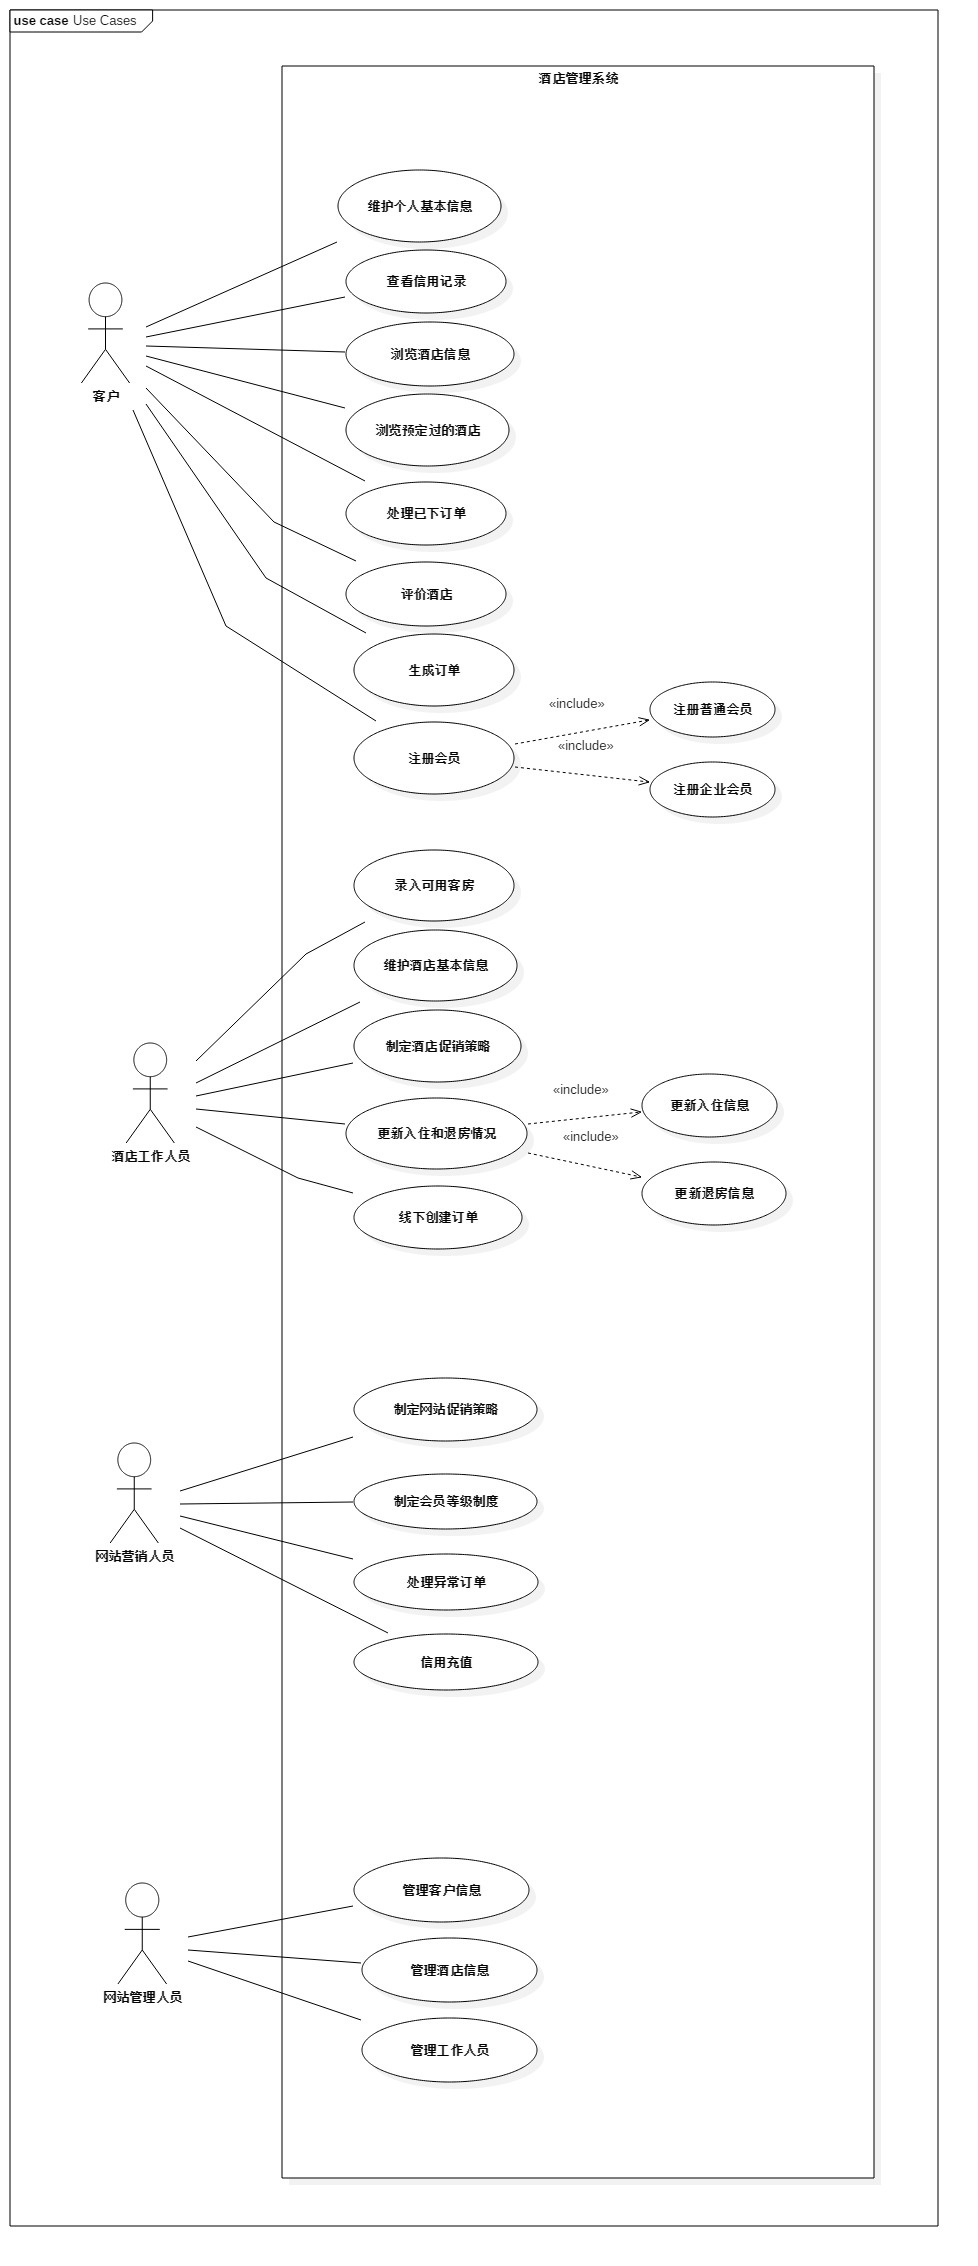 use case Use Cases
酒店管理系统
维护个人基本信息
查看信用记录
浏览酒店信息
客户
浏览预定过的酒店
处理已下订单
评价酒店
生成订单
«include»
注册普通会员
«include»
注册会员
注册企业会员
录入可用客房
维护酒店基本信息
制定酒店促销策略
«include»
更新入住信息
更新入住和退房情况
«include»
酒店工作人员
更新退房信息
线下创建订单
制定网站促销策略
制定会员等级制度
网站营销人员
处理异常订单
信用充值
管理客户信息
管理酒店信息
网站管理人员
管理工作人员